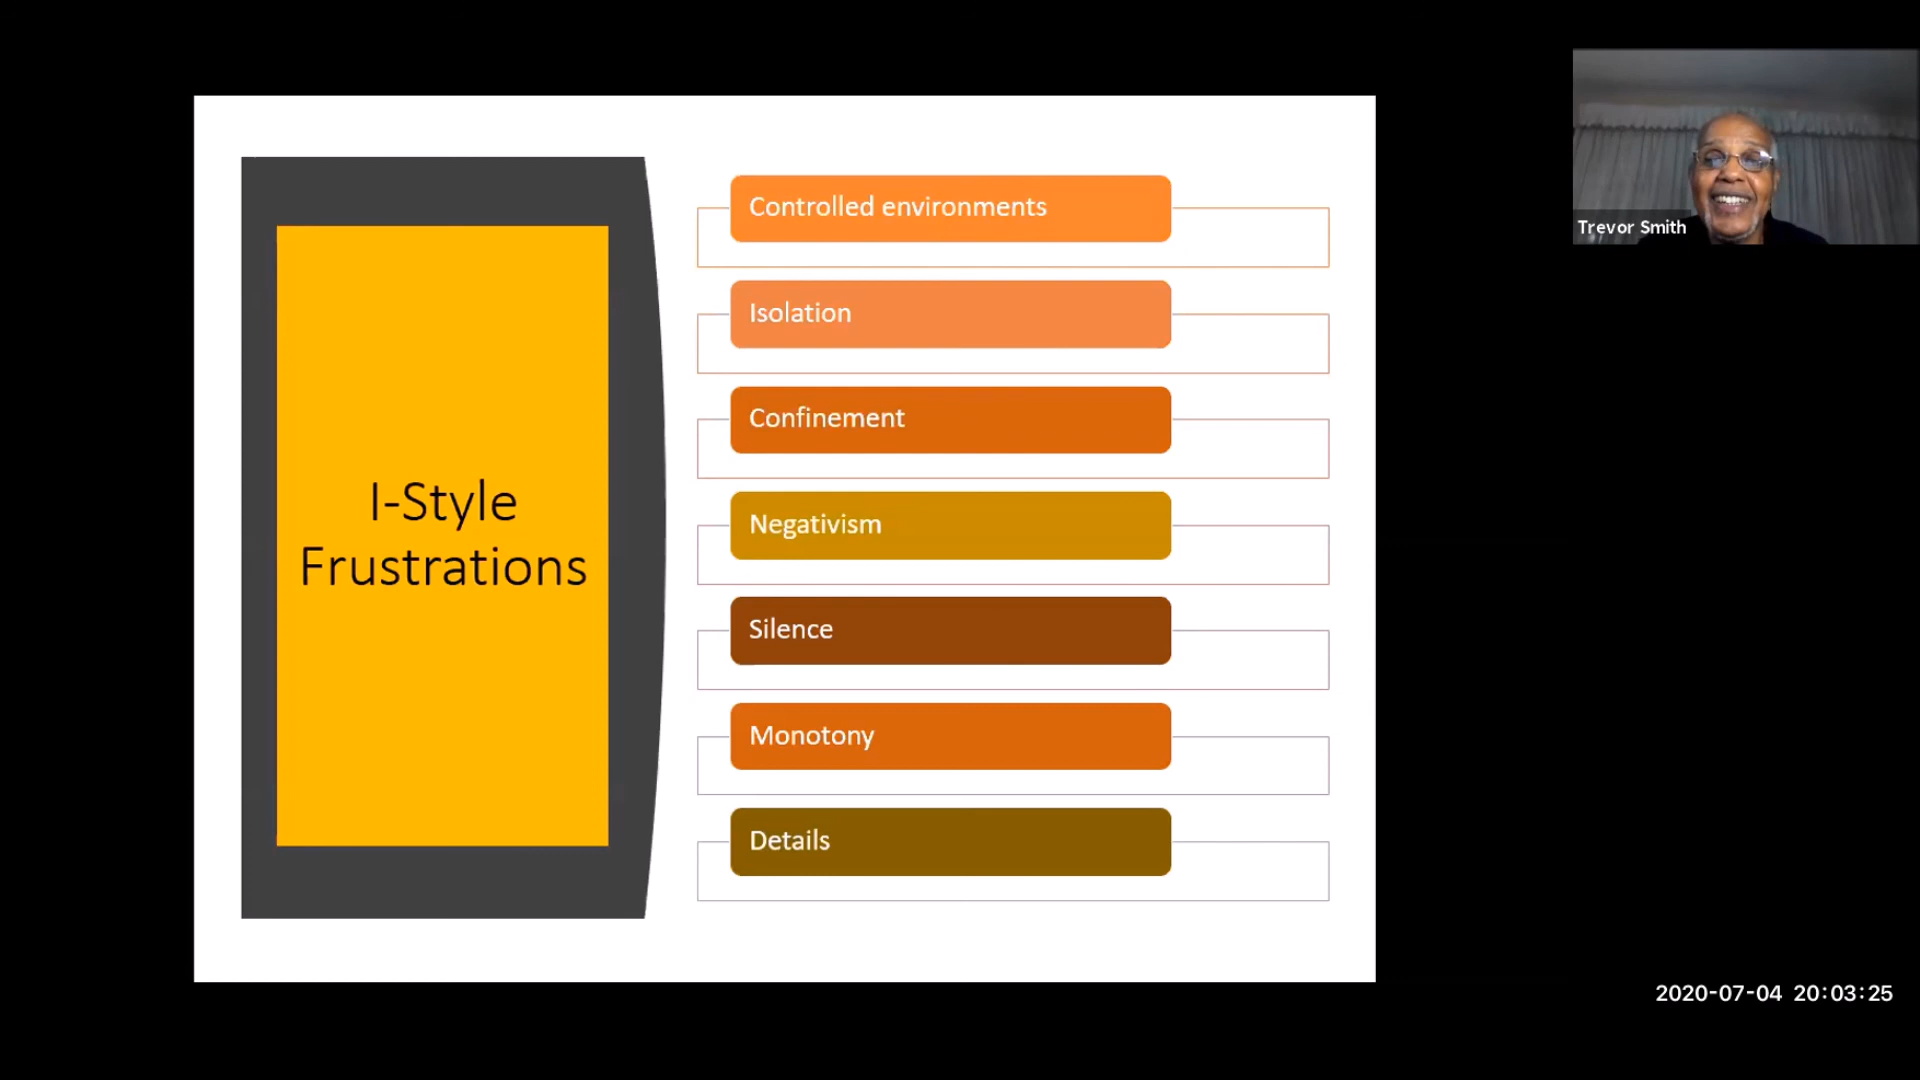 I-Style
Frustrations
Controlled environments
Isolation
Confinement
Negativism
Silence
Monotony
Details
Trevor Smith
2020-07-04 20:03:25